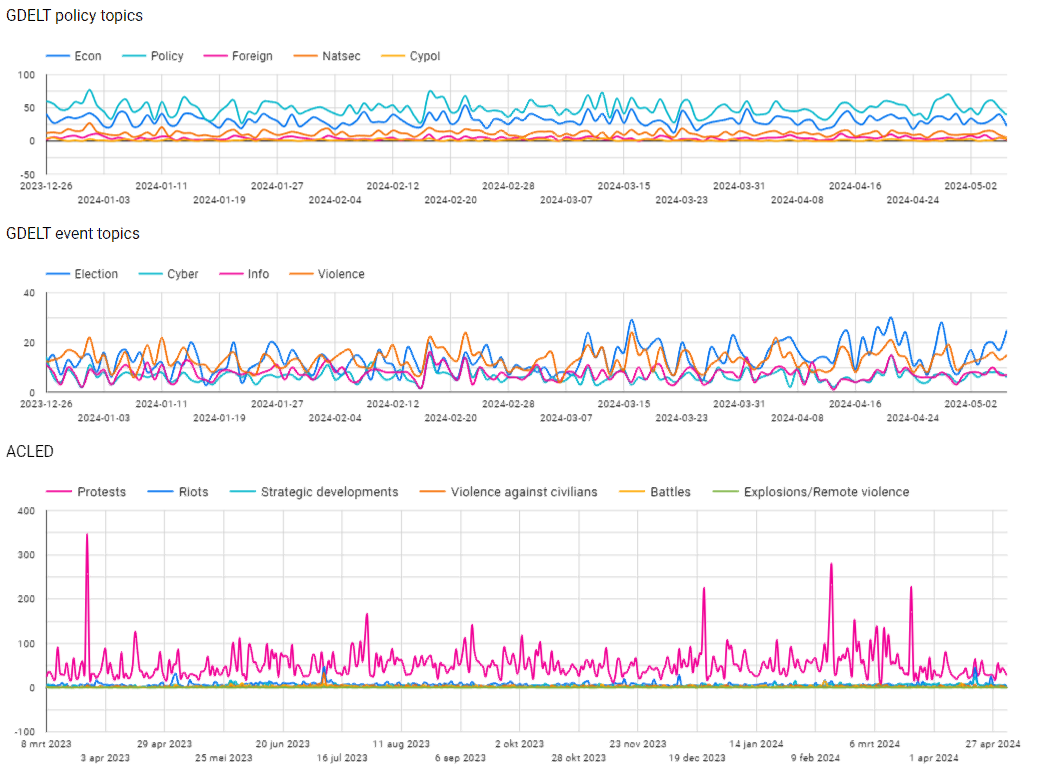 GDELT policy topics
Econ Policy Foreign Natsec Cypol
100
50
0
-50
2023-12-26 2024-01-11 2024-01-27 2024-02-12 2024-02-28 2024-03-15 2024-03-31 2024-04-16 2024-05-02
2024-01-03 2024-01-19 2024-02-04 2024-02-20 2024-03-07 2024-03-23 2024-04-08 2024-04-24
GDELT event topics
Election Cyber Info Violence
40
20
0
2023-12-26 2024-01-11 2024-01-27 2024-02-12 2024-02-28 2024-03-15 2024-03-31 2024-04-16 2024-05-02
2024-01-03 2024-01-19 2024-02-04 2024-02-20 2024-03-07 2024-03-23 2024-04-08 2024-04-24
ACLED
Protests Riots Strategic developments Violence against civilians Battles Explosions/Remote violence
400
300
200
100
0
-100
8 mrt 2023 29 apr 2023 20 jun 2023 11 aug 2023 2 okt 2023 23 nov 2023 14 jan 2024 6 mrt 2024 27 apr 2024
3 apr 2023 25 mei 2023 16 jul 2023 6 sep 2023 28 okt 2023 19 dec 2023 9 feb 2024 1 apr 2024